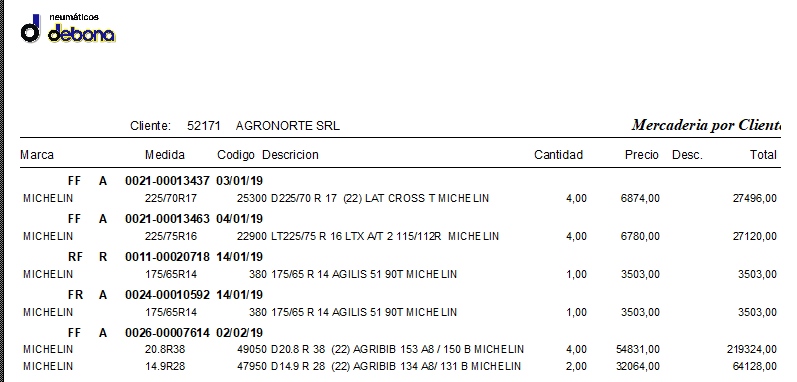 neumáticos
debona
Cliente: 52171 AGRONORTE SRL Mercaderia por Cliente
Marca Medida Codigo Descricion Cantidad Precio Desc. Total
FF A 0021-00013437 03/01/19
MICHELIN 225/70R17 25300 D225/70 R 17 (22) LAT CROSS T MICHELIN 4,00 6874,00 27496,00
FF A 0021-00013463 04/01/19
MICHELIN 225/75R16 22900 LT225/75 R 16 LTX A/T 2 115/112R MICHELIN 4,00 6780,00 27120,00
RF R 0011-00020718 14/01/19
MICHELIN 175/65R14 380 175/65 R 14 AGILIS 51 90T MICHELIN 1,00 3503,00 3503,00
FR A 0024-00010592 14/01/19
MICHELIN 175/65R14 380 175/65 R 14 AGILIS 51 90T MICHELIN 1,00 3503,00 3503,00
FF A 0026-00007614 02/02/19
MICHELIN 20.8R38 49050 D20.8 R 38 (22) AGRIBIB 153 A8 / 150 B MICHELIN 4,00 54831,00 219324,00
MICHELIN 14.9R28 47950 D14.9 R 28 (22) AGRIBIB 134 A8/ 131 B MICHELIN 2,00 32064,00 64128,00